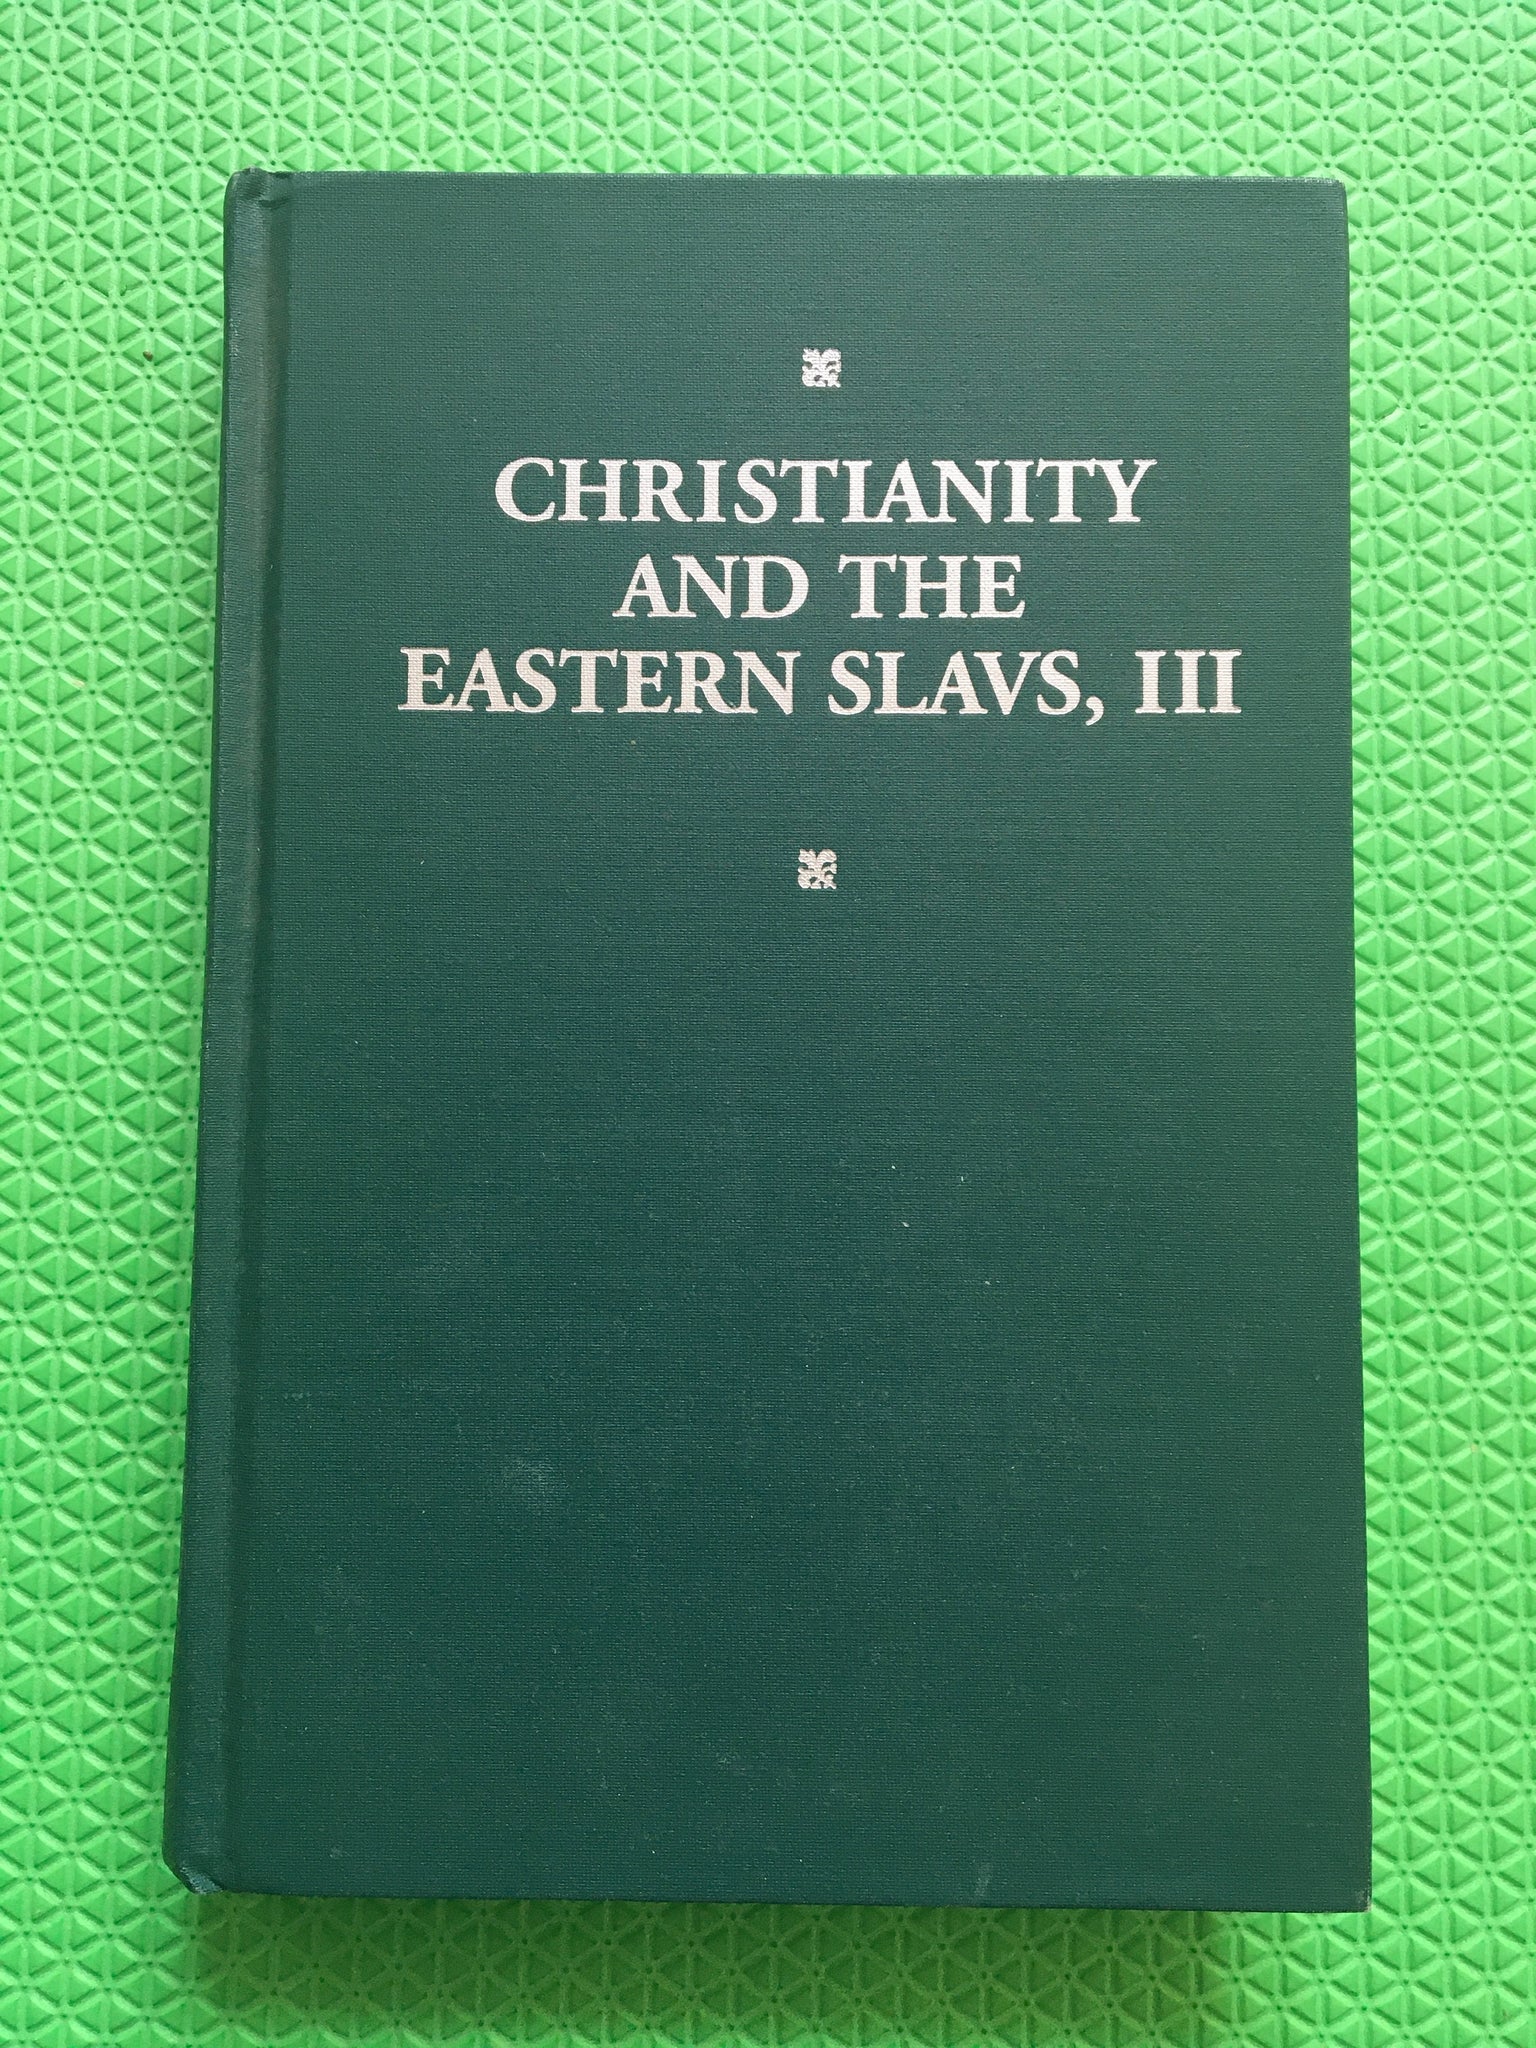 CHRISTIANITY
AND THE
EASTERN SLAVS, III